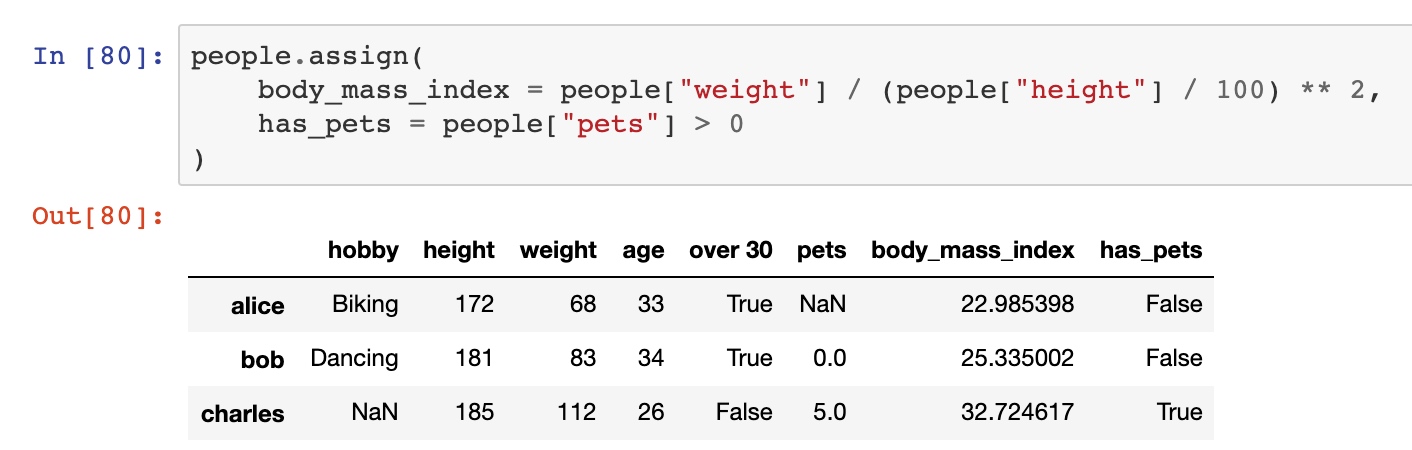 In [80]: people.assign(
    body_mass_index = people["weight"] / (people["height"] / 100) ** 2,
    has_pets = people["pets"] > 0
)
Out[80]:
hobby height weight age over 30 pets body_mass_index has_pets
alice Biking 172 68 33 True NaN 22.985398 False
bob Dancing 181 83 34 True 0.0 25.335002 False
charles NaN 185 112 26 False 5.0 32.724617 True